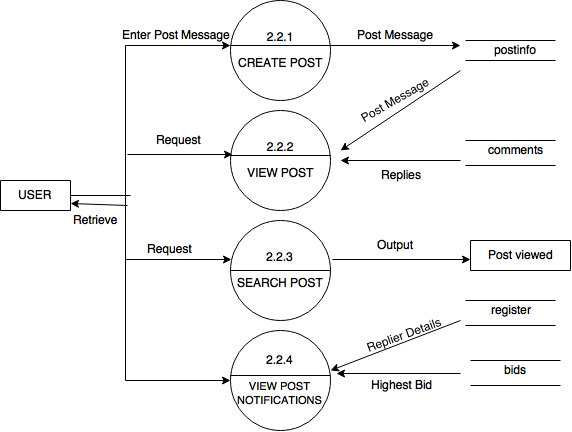 Enter Post Message
2.2.1
CREATE POST
Post Message
postinfo
Post Message
Request
2.2.2
VIEW POST
comments
Replies
USER
Retrieve
Request
2.2.3
SEARCH POST
Output
Post viewed
register
Replier Details
2.2.4
VIEW POST
NOTIFICATIONS
Highest Bid
bids